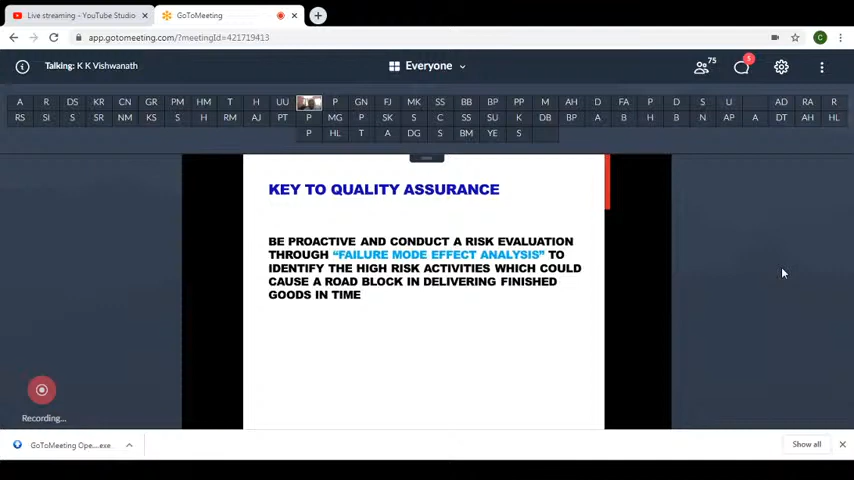 Live streaming - YouTube Studio
GoToMeeting
app.gotomeeting.com/?meetingId=421719413
C
Talking: K K Vishwanath
Everyone
75
5
A R DS KR CN GR PM HM T H UU P GN FJ MK SS BB BP PP M AH D FA P D S U AD RA R
RS SI S SR NM KS S H RM AJ PT P MG P SK S C SS SU K DB BP A B H B N AP A DT AH HL
P HL T A DG S BM YE S
KEY TO QUALITY ASSURANCE
BE PROACTIVE AND CONDUCT A RISK EVALUATION
THROUGH “FAILURE MODE EFFECT ANALYSIS” TO
IDENTIFY THE HIGH RISK ACTIVITIES WHICH COULD
CAUSE A ROAD BLOCK IN DELIVERING FINISHED
GOODS IN TIME
Recording...
GoToMeeting Ope....exe
Show all